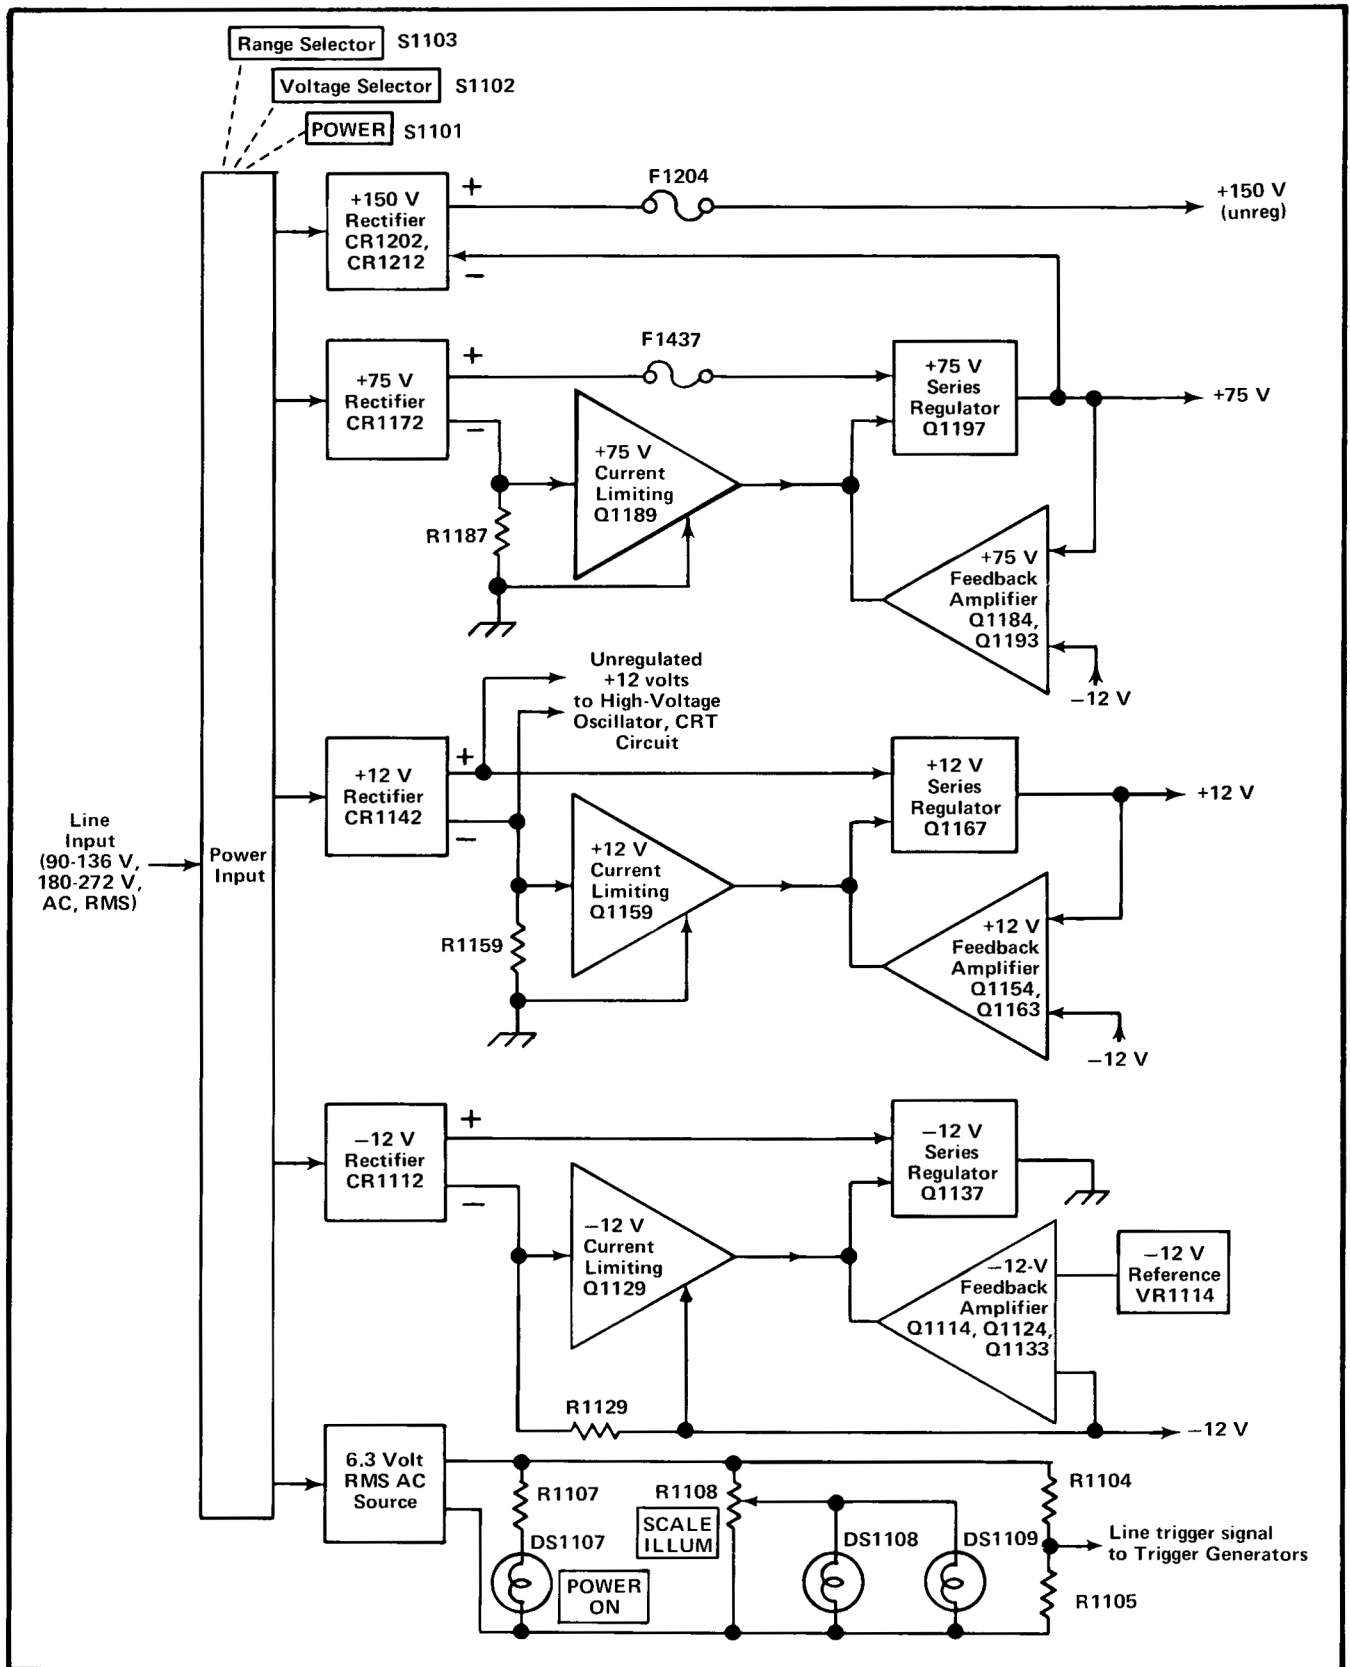 Range Selector S1103
Voltage Selector S1102
POWER S1101
+150 V
Rectifier
CR1202,
CR1212
+
−
F1204
+150 V
(unreg)
+75 V
Rectifier
CR1172
+
−
F1437
+75 V
Series
Regulator
Q1197
+75 V
+75 V
Current
Limiting
Q1189
R1187
+75 V
Feedback
Amplifier
Q1184,
Q1193
−12 V
Unregulated
+12 volts
to High-Voltage
Oscillator, CRT
Circuit
+12 V
Rectifier
CR1142
+
−
+12 V
Series
Regulator
Q1167
+12 V
Line
Input
(90-136 V,
180-272 V,
AC, RMS)
Power
Input
+12 V
Current
Limiting
Q1159
R1159
+12 V
Feedback
Amplifier
Q1154,
Q1163
−12 V
−12 V
Rectifier
CR1112
+
−
−12 V
Series
Regulator
Q1137
−12 V
Current
Limiting
Q1129
−12-V
Feedback
Amplifier
Q1114, Q1124,
Q1133
−12 V
Reference
VR1114
R1129
−12 V
6.3 Volt
RMS AC
Source
R1107
DS1107
POWER
ON
R1108
SCALE
ILLUM
DS1108
DS1109
R1104
Line trigger signal
to Trigger Generators
R1105